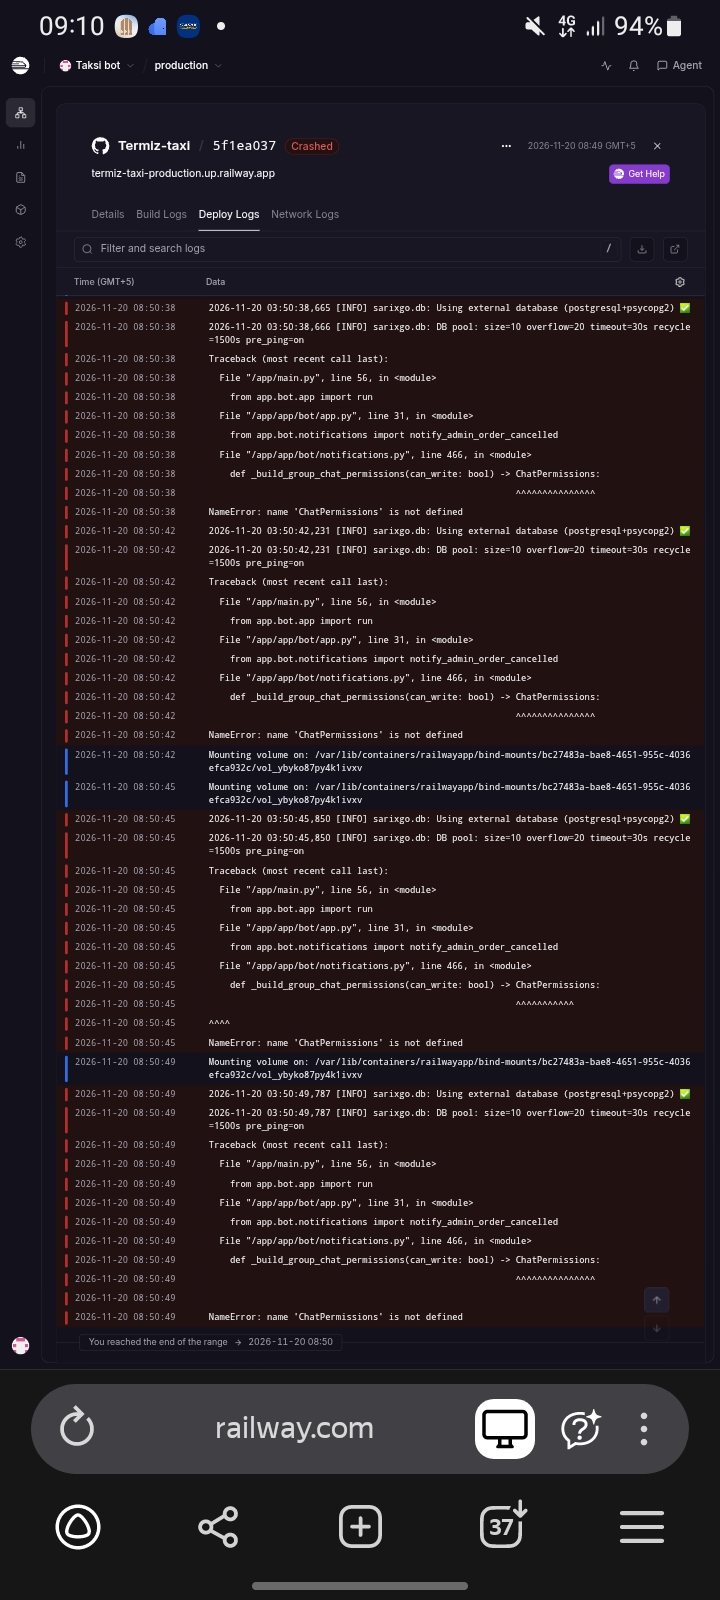 09:10
4G
94%
Taksi bot / production
Agent
Termiz-taxi / 5f1ea037 Crashed
2026-11-20 08:49 GMT+5
termiz-taxi-production.up.railway.app
Get Help
Details Build Logs Deploy Logs Network Logs
Filter and search logs /
Time (GMT+5) Data
2026-11-20 08:50:38 2026-11-20 03:50:38,665 [INFO] sarixgo.db: Using external database (postgresql+psycopg2) ✅
2026-11-20 08:50:38 2026-11-20 03:50:38,666 [INFO] sarixgo.db: DB pool: size=10 overflow=20 timeout=30s recycle
=1500s pre_ping=on
2026-11-20 08:50:38 Traceback (most recent call last):
2026-11-20 08:50:38 File "/app/main.py", line 56, in <module>
2026-11-20 08:50:38 from app.bot.app import run
2026-11-20 08:50:38 File "/app/app/bot/app.py", line 31, in <module>
2026-11-20 08:50:38 from app.bot.notifications import notify_admin_order_cancelled
2026-11-20 08:50:38 File "/app/app/bot/notifications.py", line 466, in <module>
2026-11-20 08:50:38 def _build_group_chat_permissions(can_write: bool) -> ChatPermissions:
2026-11-20 08:50:38 ^^^^^^^^^^^^^^^
2026-11-20 08:50:38 NameError: name 'ChatPermissions' is not defined
2026-11-20 08:50:42 2026-11-20 03:50:42,231 [INFO] sarixgo.db: Using external database (postgresql+psycopg2) ✅
2026-11-20 08:50:42 2026-11-20 03:50:42,231 [INFO] sarixgo.db: DB pool: size=10 overflow=20 timeout=30s recycle
=1500s pre_ping=on
2026-11-20 08:50:42 Traceback (most recent call last):
2026-11-20 08:50:42 File "/app/main.py", line 56, in <module>
2026-11-20 08:50:42 from app.bot.app import run
2026-11-20 08:50:42 File "/app/app/bot/app.py", line 31, in <module>
2026-11-20 08:50:42 from app.bot.notifications import notify_admin_order_cancelled
2026-11-20 08:50:42 File "/app/app/bot/notifications.py", line 466, in <module>
2026-11-20 08:50:42 def _build_group_chat_permissions(can_write: bool) -> ChatPermissions:
2026-11-20 08:50:42 ^^^^^^^^^^^^^^^
2026-11-20 08:50:42 NameError: name 'ChatPermissions' is not defined
2026-11-20 08:50:42 Mounting volume on: /var/lib/containers/railwayapp/bind-mounts/bc27483a-bae8-4651-955c-4036
efca932c/vol_ybyko87py4k1ivxv
2026-11-20 08:50:45 Mounting volume on: /var/lib/containers/railwayapp/bind-mounts/bc27483a-bae8-4651-955c-4036
efca932c/vol_ybyko87py4k1ivxv
2026-11-20 08:50:45 2026-11-20 03:50:45,850 [INFO] sarixgo.db: Using external database (postgresql+psycopg2) ✅
2026-11-20 08:50:45 2026-11-20 03:50:45,850 [INFO] sarixgo.db: DB pool: size=10 overflow=20 timeout=30s recycle
=1500s pre_ping=on
2026-11-20 08:50:45 Traceback (most recent call last):
2026-11-20 08:50:45 File "/app/main.py", line 56, in <module>
2026-11-20 08:50:45 from app.bot.app import run
2026-11-20 08:50:45 File "/app/app/bot/app.py", line 31, in <module>
2026-11-20 08:50:45 from app.bot.notifications import notify_admin_order_cancelled
2026-11-20 08:50:45 File "/app/app/bot/notifications.py", line 466, in <module>
2026-11-20 08:50:45 def _build_group_chat_permissions(can_write: bool) -> ChatPermissions:
2026-11-20 08:50:45 ^^^^^^^^^^^
2026-11-20 08:50:45 ^^^^
2026-11-20 08:50:45 NameError: name 'ChatPermissions' is not defined
2026-11-20 08:50:49 Mounting volume on: /var/lib/containers/railwayapp/bind-mounts/bc27483a-bae8-4651-955c-4036
efca932c/vol_ybyko87py4k1ivxv
2026-11-20 08:50:49 2026-11-20 03:50:49,787 [INFO] sarixgo.db: Using external database (postgresql+psycopg2) ✅
2026-11-20 08:50:49 2026-11-20 03:50:49,787 [INFO] sarixgo.db: DB pool: size=10 overflow=20 timeout=30s recycle
=1500s pre_ping=on
2026-11-20 08:50:49 Traceback (most recent call last):
2026-11-20 08:50:49 File "/app/main.py", line 56, in <module>
2026-11-20 08:50:49 from app.bot.app import run
2026-11-20 08:50:49 File "/app/app/bot/app.py", line 31, in <module>
2026-11-20 08:50:49 from app.bot.notifications import notify_admin_order_cancelled
2026-11-20 08:50:49 File "/app/app/bot/notifications.py", line 466, in <module>
2026-11-20 08:50:49 def _build_group_chat_permissions(can_write: bool) -> ChatPermissions:
2026-11-20 08:50:49 ^^^^^^^^^^^^^^^
2026-11-20 08:50:49
2026-11-20 08:50:49 NameError: name 'ChatPermissions' is not defined
You reached the end of the range → 2026-11-20 08:50
railway.com
37